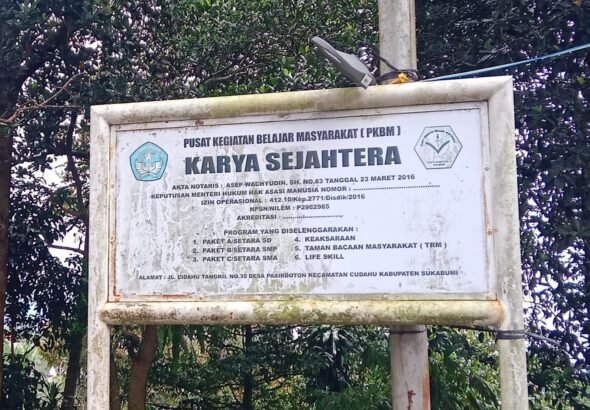 PUSAT KEGIATAN BELAJAR MASYARAKAT ( PKBM )
KARYA SEJAHTERA
AKTA NOTARIS : ASEP WACHYUDIN, SH. NO.83 TANGGAL 23 MARET 2016
KEPUTUSAN MENTERI HUKUM HAK ASASI MANUSIA NOMOR : ........................
IZIN OPERASIONAL : 412.10/Kep.2771/Disdik/2016
NPSN/NILEM : P2962965
AKREDITASI : ........................
PROGRAM YANG DISELENGGARAKAN :
1. PAKET A/SETARA SD 4. KEAKSARAAN
2. PAKET B/SETARA SMP 5. TAMAN BACAAN MASYARAKAT ( TRM )
3. PAKET C/SETARA SMA 6. LIFE SKILL
ALAMAT : JL. CIDAHU TANGKIL NO.35 DESA PASIRDOTON KECAMATAN CUDAHU KABUPATEN SUKABUMI